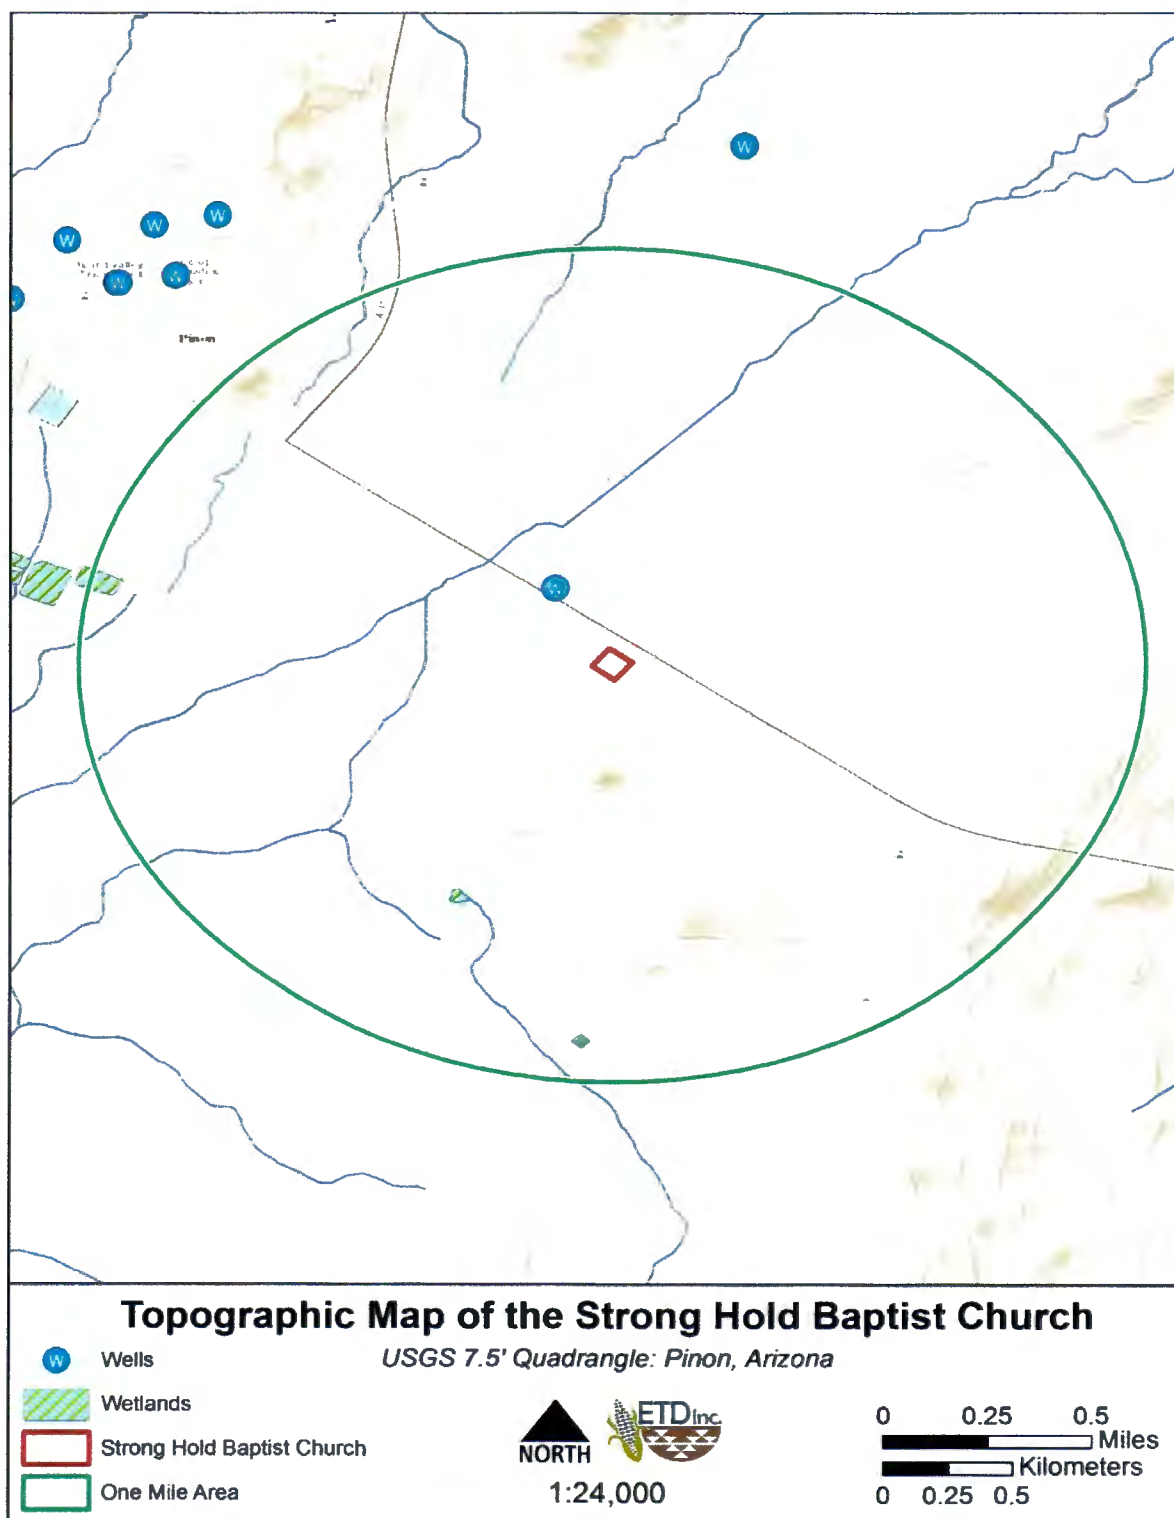 W
W
W
W
W
W
Pinon
W
Topographic Map of the Strong Hold Baptist Church
USGS 7.5' Quadrangle: Pinon, Arizona
W Wells
Wetlands
Strong Hold Baptist Church
One Mile Area
NORTH
ETD Inc.
1:24,000
0 0.25 0.5
Miles
Kilometers
0 0.25 0.5